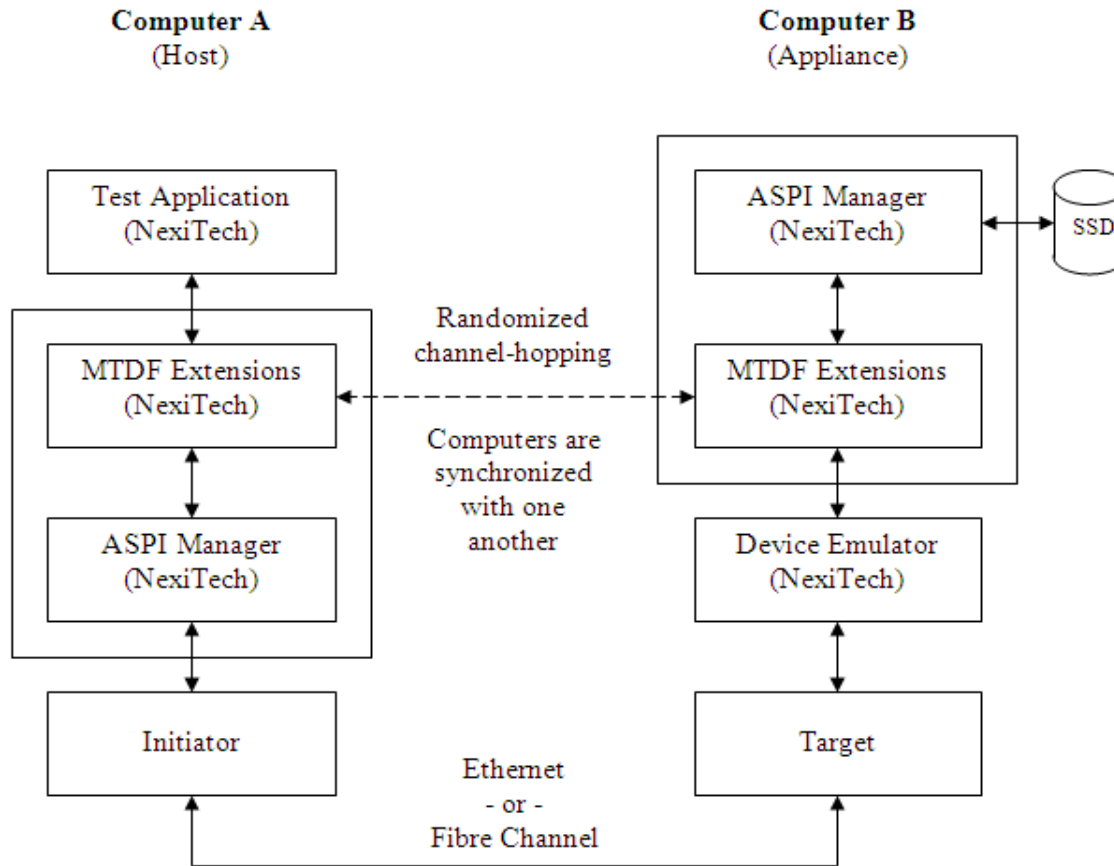 Computer A
(Host)
Computer B
(Appliance)
Test Application
(NexiTech)
ASPI Manager
(NexiTech)
SSD
Randomized
channel-hopping
MTDF Extensions
(NexiTech)
MTDF Extensions
(NexiTech)
Computers are
synchronized
with one
another
ASPI Manager
(NexiTech)
Device Emulator
(NexiTech)
Initiator
Target
Ethernet
- or -
Fibre Channel